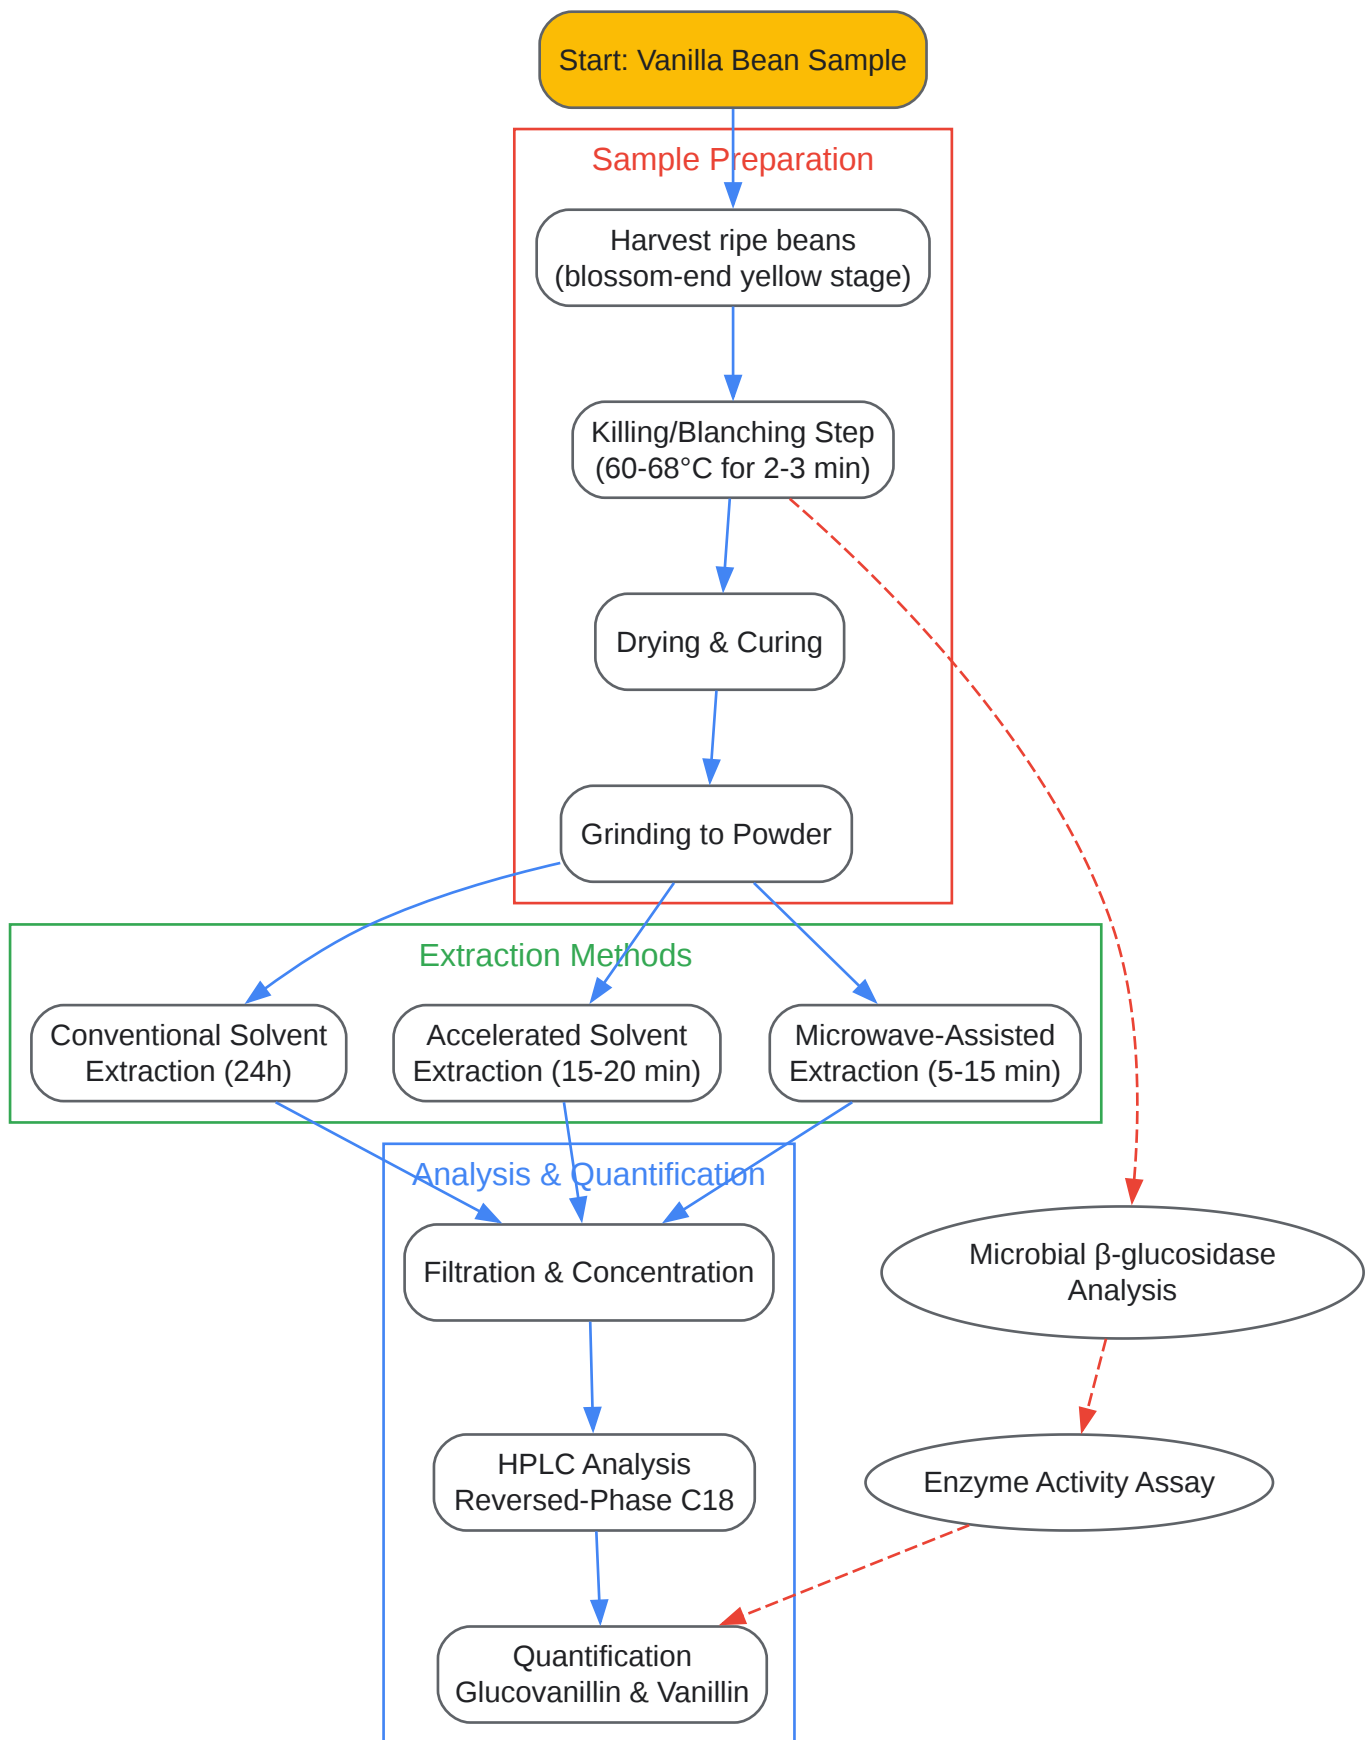 Start: Vanilla Bean Sample
Sample Preparation
Harvest ripe beans
(blossom-end yellow stage)
Killing/Blanching Step
(60-68°C for 2-3 min)
Drying & Curing
Grinding to Powder
Extraction Methods
Conventional Solvent
Extraction (24h)
Accelerated Solvent
Extraction (15-20 min)
Microwave-Assisted
Extraction (5-15 min)
Analysis & Quantification
Filtration & Concentration
Microbial β-glucosidase
Analysis
HPLC Analysis
Reversed-Phase C18
Enzyme Activity Assay
Quantification
Glucovanillin & Vanillin